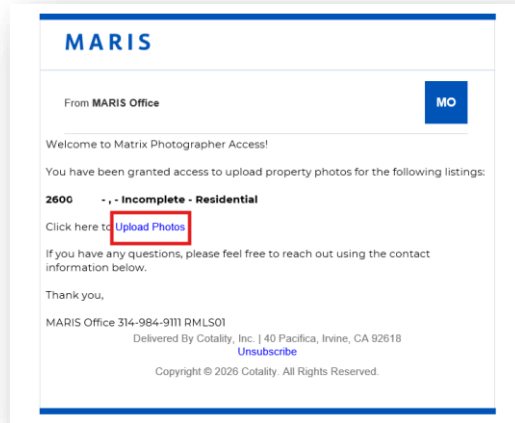 MARIS
From MARIS Office
MO
Welcome to Matrix Photographer Access!
You have been granted access to upload property photos for the following listings:
2600 - , - Incomplete - Residential
Click here to Upload Photos
If you have any questions, please feel free to reach out using the contact
information below.
Thank you,
MARIS Office 314-984-9111 RMLS01
Delivered By Cotality, Inc. | 40 Pacifica, Irvine, CA 92618
Unsubscribe
Copyright © 2026 Cotality. All Rights Reserved.